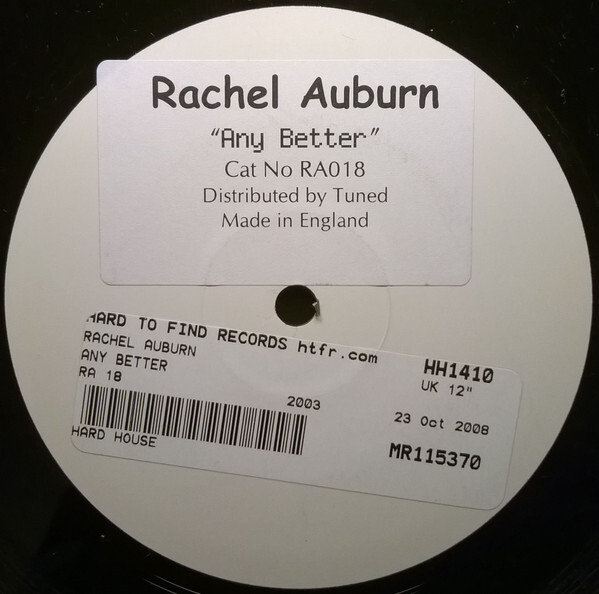 Rachel Auburn
"Any Better"
Cat No RA018
Distributed by Tuned
Made in England
HARD TO FIND RECORDS htfr.com
RACHEL AUBURN
ANY BETTER
RA 18
HH1410
UK 12"
2003
23 Oct 2008
HARD HOUSE
MR115370